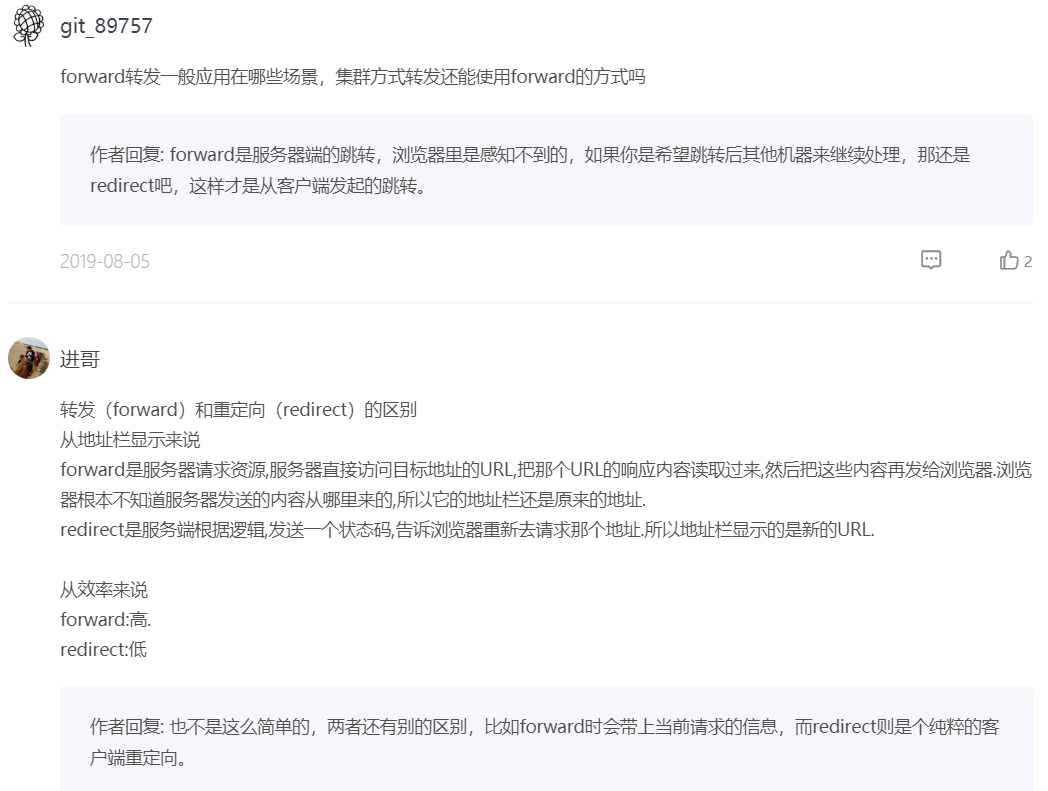 git_89757
forward转发一般应用在哪些场景，集群方式转发还能使用forward的方式吗
作者回复: forward是服务器端的跳转，浏览器里是感知不到的，如果你是希望跳转后其他机器来继续处理，那还是
redirect吧，这样才是从客户端发起的跳转。
2019-08-05
2
进哥
转发（forward）和重定向（redirect）的区别
从地址栏显示来说
forward是服务器请求资源,服务器直接访问目标地址的URL,把那个URL的响应内容读取过来,然后把这些内容再发给浏览器.浏览
器根本不知道服务器发送的内容从哪里来的,所以它的地址栏还是原来的地址.
redirect是服务端根据逻辑,发送一个状态码,告诉浏览器重新去请求那个地址.所以地址栏显示的是新的URL.
从效率来说
forward:高.
redirect:低
作者回复: 也不是这么简单的，两者还有别的区别，比如forward时会带上当前请求的信息，而redirect则是个纯粹的客
户端重定向。